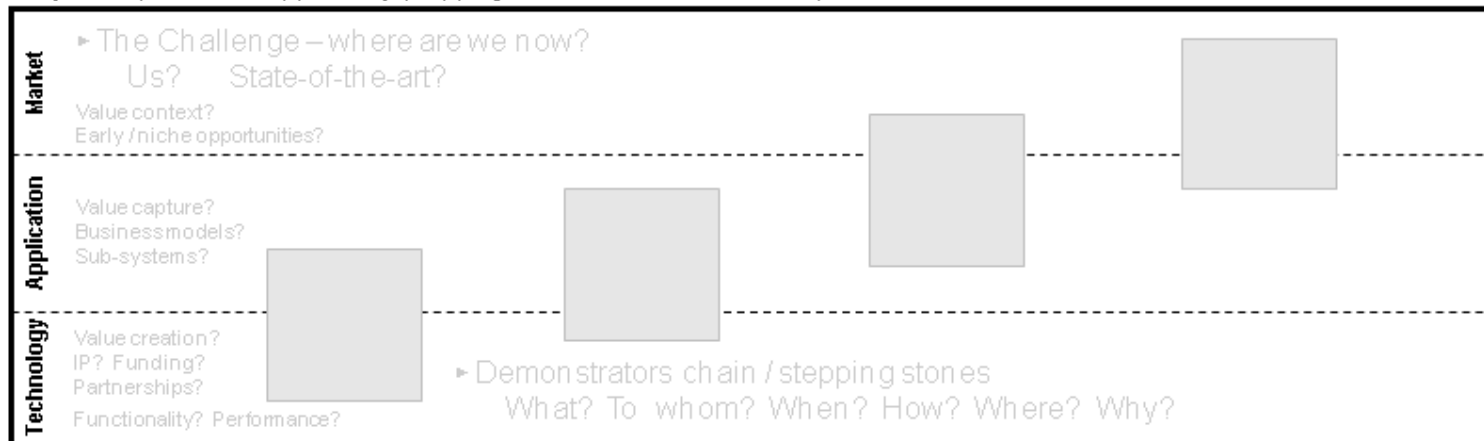 Market
► The Challenge – where are we now?
Us? State-of-the-art?
Value context?
Early / niche opportunities?
Application
Value capture?
Business models?
Sub-systems?
Technology
Value creation?
IP? Funding?
Partnerships?
Functionality? Performance?
► Demonstrators chain / stepping stones
What? To whom? When? How? Where? Why?